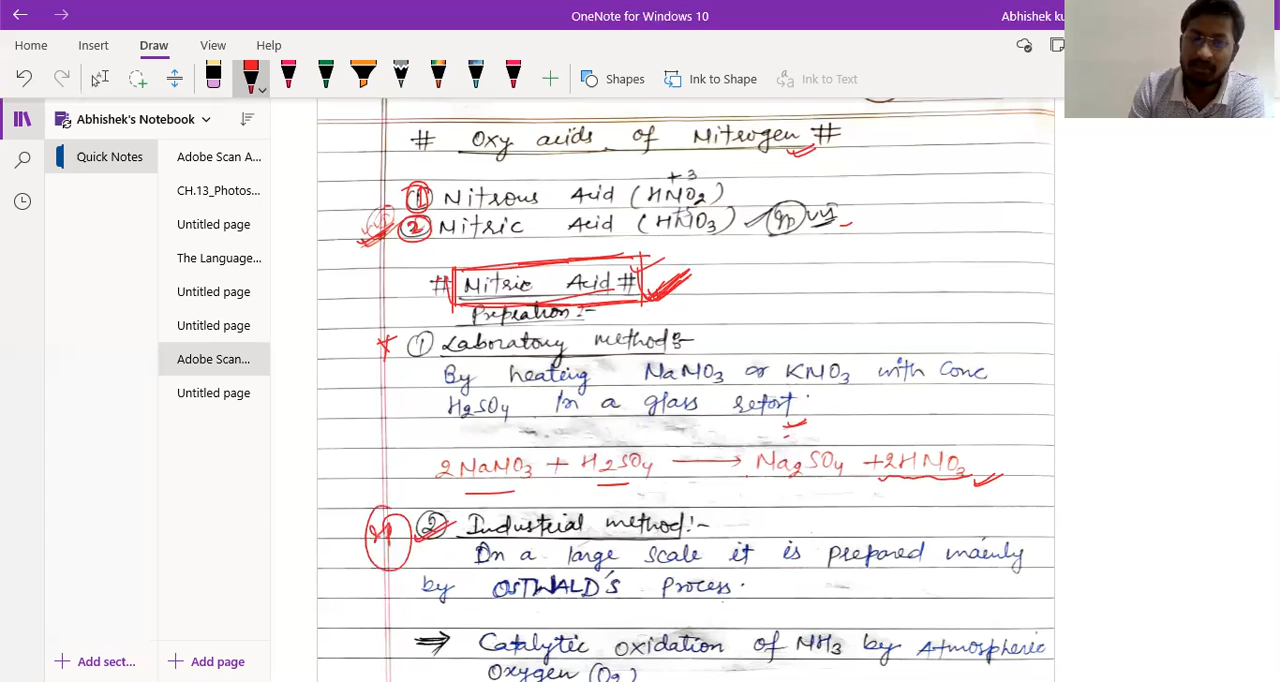 OneNote for Windows 10
Abhishek ku
Home Insert Draw View Help
Shapes Ink to Shape Ink to Text
Abhishek's Notebook
Quick Notes
Adobe Scan A...
CH.13_Photos...
Untitled page
The Language...
Untitled page
Untitled page
Adobe Scan...
Untitled page
Add sect...
Add page
# Oxy acids of Nitrogen #
+3
① Nitrous Acid (HNO2)
+5
② Nitric Acid (HNO3)
# Nitric Acid #
Prepration :-
① Laboratory method :-
By heating NaNO3 or KNO3 with Conc
H2SO4 In a glass retort.
2NaNO3 + H2SO4 → Na2SO4 + 2HNO3
② Industrial method :-
On a large scale it is prepared mainly
by OSTWALD'S Process.
⇒ Catalytic oxidation of NH3 by Atmospheric
Oxygen (O2)